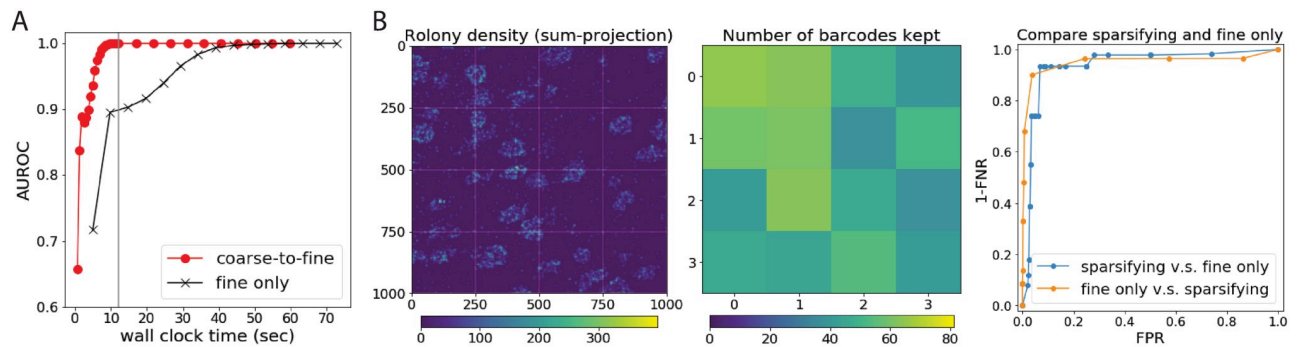 A
AUROC
1.0
0.9
0.8
0.7
0.6
coarse-to-fine
fine only
0 10 20 30 40 50 60 70
wall clock time (sec)
B
Rolony density (sum-projection)
0
250
500
750
1000
0 250 500 750 1000
0 100 200 300
Number of barcodes kept
0
1
2
3
0 1 2 3
0 20 40 60 80
Compare sparsifying and fine only
1-FNR
1.0
0.8
0.6
0.4
0.2
0.0
sparsifying v.s. fine only
fine only v.s. sparsifying
0.0 0.2 0.4 0.6 0.8 1.0
FPR